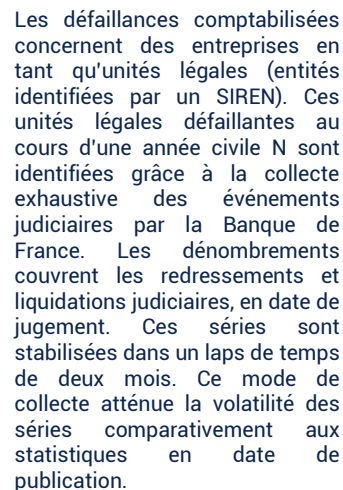 Les défaillances comptabilisées
concernent des entreprises en
tant qu'unités légales (entités
identifiées par un SIREN). Ces
unités légales défaillantes au
cours d'une année civile N sont
identifiées grâce à la collecte
exhaustive des événements
judiciaires par la Banque de
France. Les dénombrements
couvrent les redressements et
liquidations judiciaires, en date de
jugement. Ces séries sont
stabilisées dans un laps de temps
de deux mois. Ce mode de
collecte atténue la volatilité des
séries comparativement aux
statistiques en date de
publication.